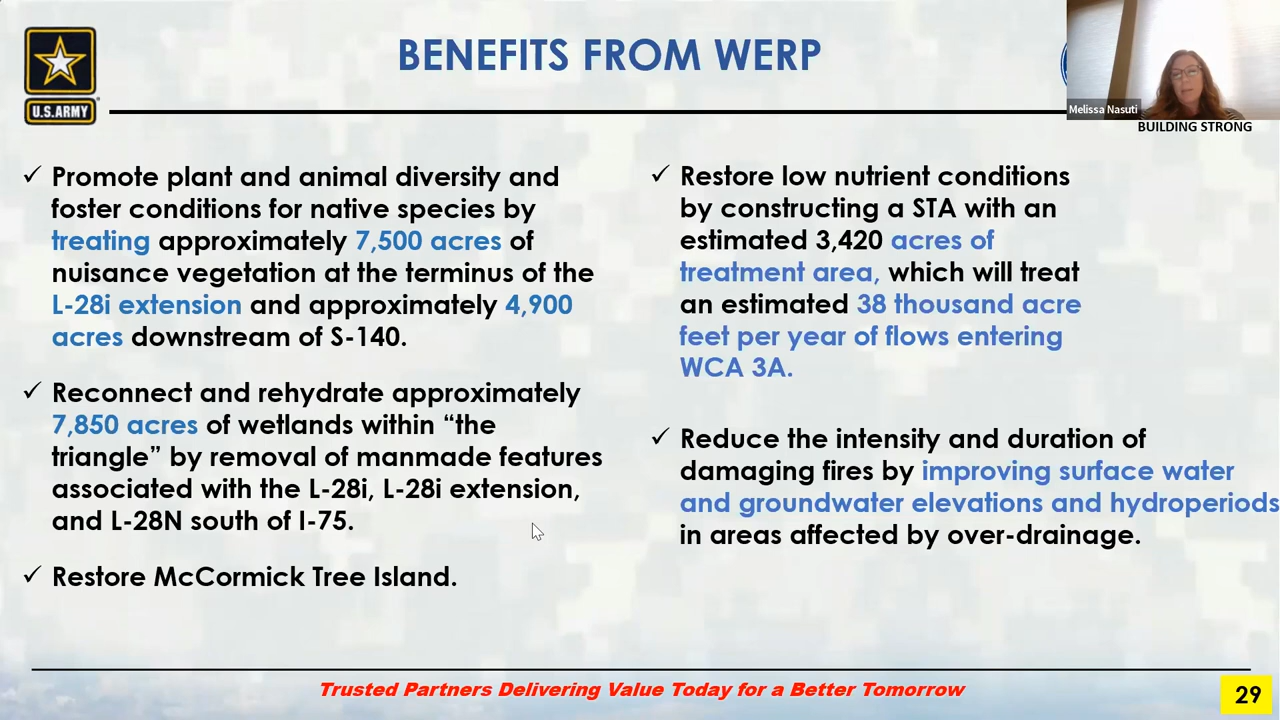 BENEFITS FROM WERP
U.S.ARMY
Melissa Nasuti
BUILDING STRONG
✓ Promote plant and animal diversity and
foster conditions for native species by
treating approximately 7,500 acres of
nuisance vegetation at the terminus of the
L-28i extension and approximately 4,900
acres downstream of S-140.
✓ Reconnect and rehydrate approximately
7,850 acres of wetlands within “the
triangle” by removal of manmade features
associated with the L-28i, L-28i extension,
and L-28N south of I-75.
✓ Restore McCormick Tree Island.
✓ Restore low nutrient conditions
by constructing a STA with an
estimated 3,420 acres of
treatment area, which will treat
an estimated 38 thousand acre
feet per year of flows entering
WCA 3A.
✓ Reduce the intensity and duration of
damaging fires by improving surface water
and groundwater elevations and hydroperiods
in areas affected by over-drainage.
Trusted Partners Delivering Value Today for a Better Tomorrow
29